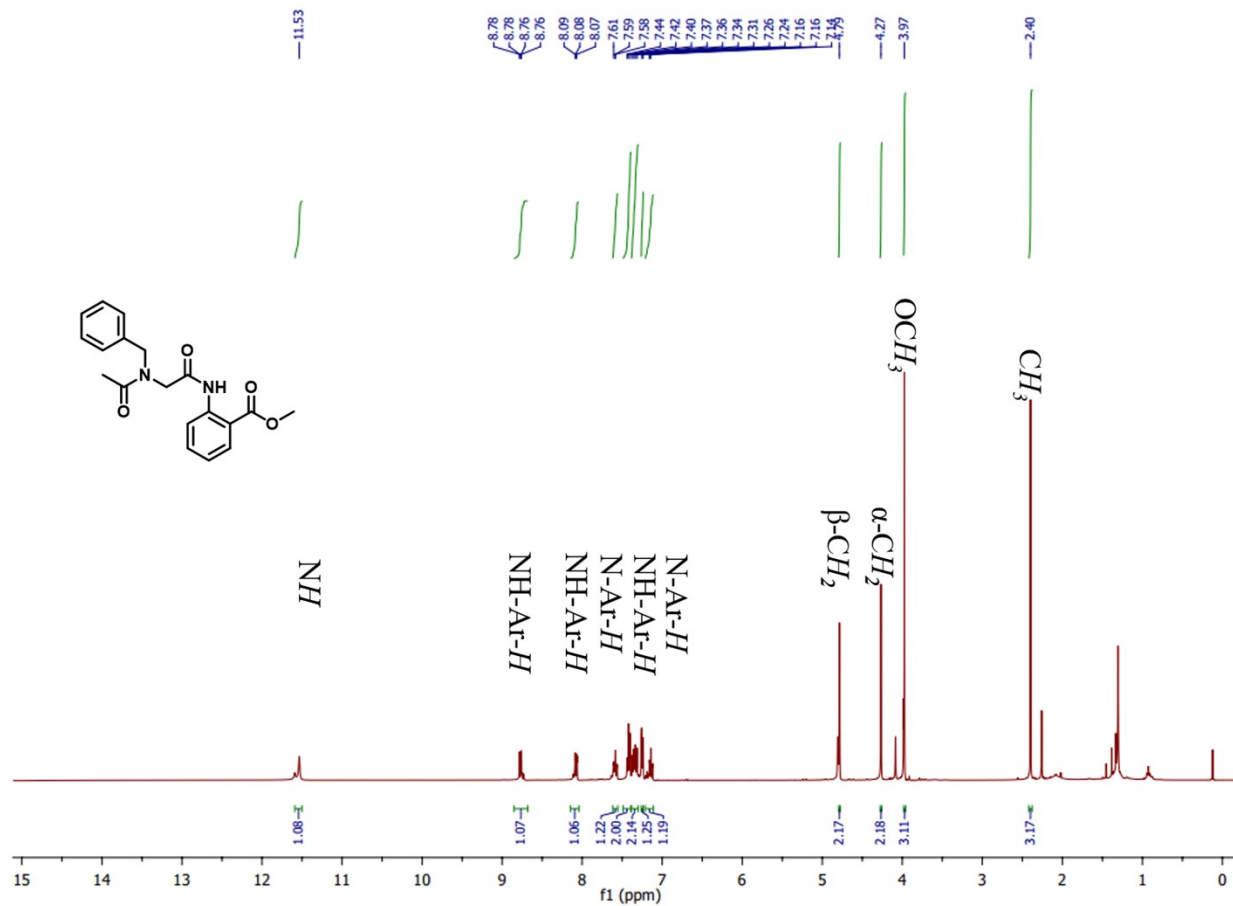 11.53
8.78
8.78
8.76
8.76
8.09
8.08
8.07
7.61
7.59
7.58
7.44
7.42
7.40
7.37
7.36
7.34
7.31
7.26
7.24
7.16
7.16
7.14
4.79
4.27
3.97
2.40
N
O
O
NH
O
O
NH
NH-Ar-H
NH-Ar-H
N-Ar-H
NH-Ar-H
N-Ar-H
β-CH2
α-CH2
OCH3
CH3
1.08
1.07
1.06
1.22
2.00
2.14
1.25
1.19
2.17
2.18
3.11
3.17
15 14 13 12 11 10 9 8 7 6 5 4 3 2 1 0
f1 (ppm)